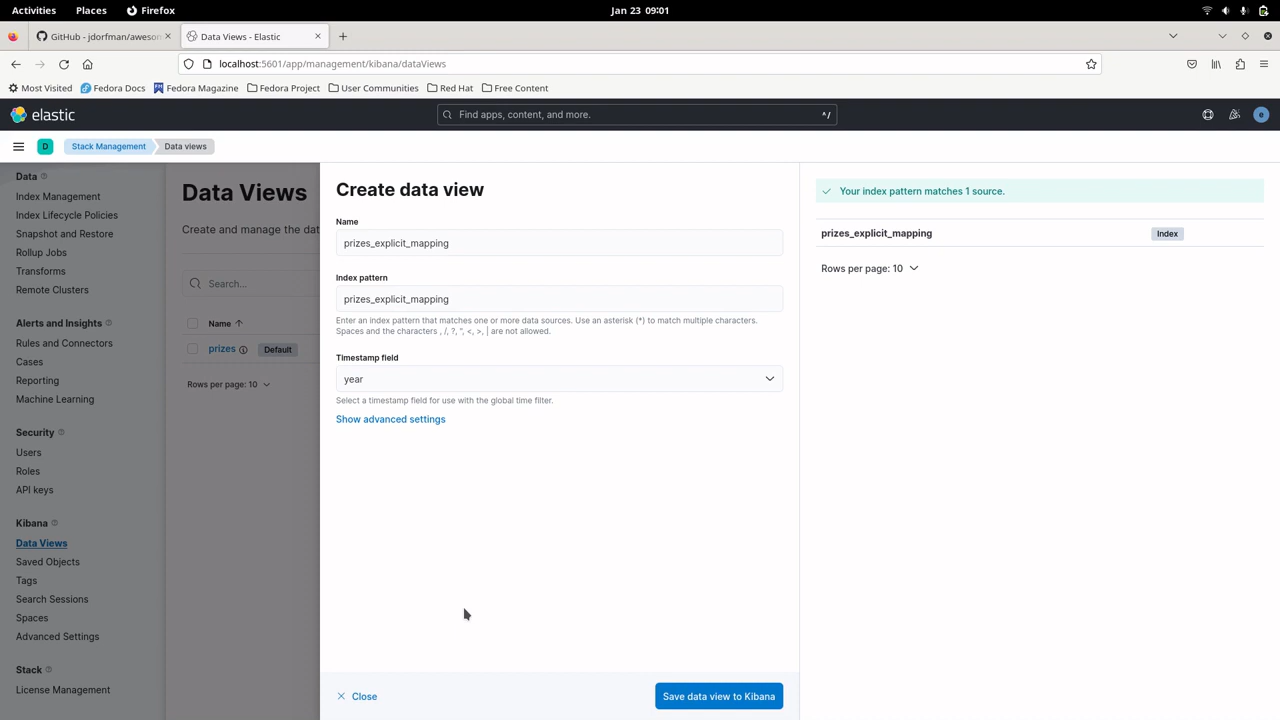 Activities Places Firefox Jan 23 09:01
GitHub - jdorfman/aweso
Data Views - Elastic
localhost:5601/app/management/kibana/dataViews
Most Visited Fedora Docs Fedora Magazine Fedora Project User Communities Red Hat Free Content
elastic Find apps, content, and more. ^/ e
D Stack Management Data views
Data
Index Management
Index Lifecycle Policies
Snapshot and Restore
Rollup Jobs
Transforms
Remote Clusters
Alerts and Insights
Rules and Connectors
Cases
Reporting
Machine Learning
Security
Users
Roles
API keys
Kibana
Data Views
Saved Objects
Tags
Search Sessions
Spaces
Advanced Settings
Stack
License Management
Data Views
Create and manage the dat
Search...
Name
prizes Default
Rows per page: 10
Create data view
Name
prizes_explicit_mapping
Index pattern
prizes_explicit_mapping
Enter an index pattern that matches one or more data sources. Use an asterisk (*) to match multiple characters.
Spaces and the characters , /, ?, ", <, >, | are not allowed.
Timestamp field
year
Select a timestamp field for use with the global time filter.
Show advanced settings
Close
Save data view to Kibana
Your index pattern matches 1 source.
prizes_explicit_mapping Index
Rows per page: 10